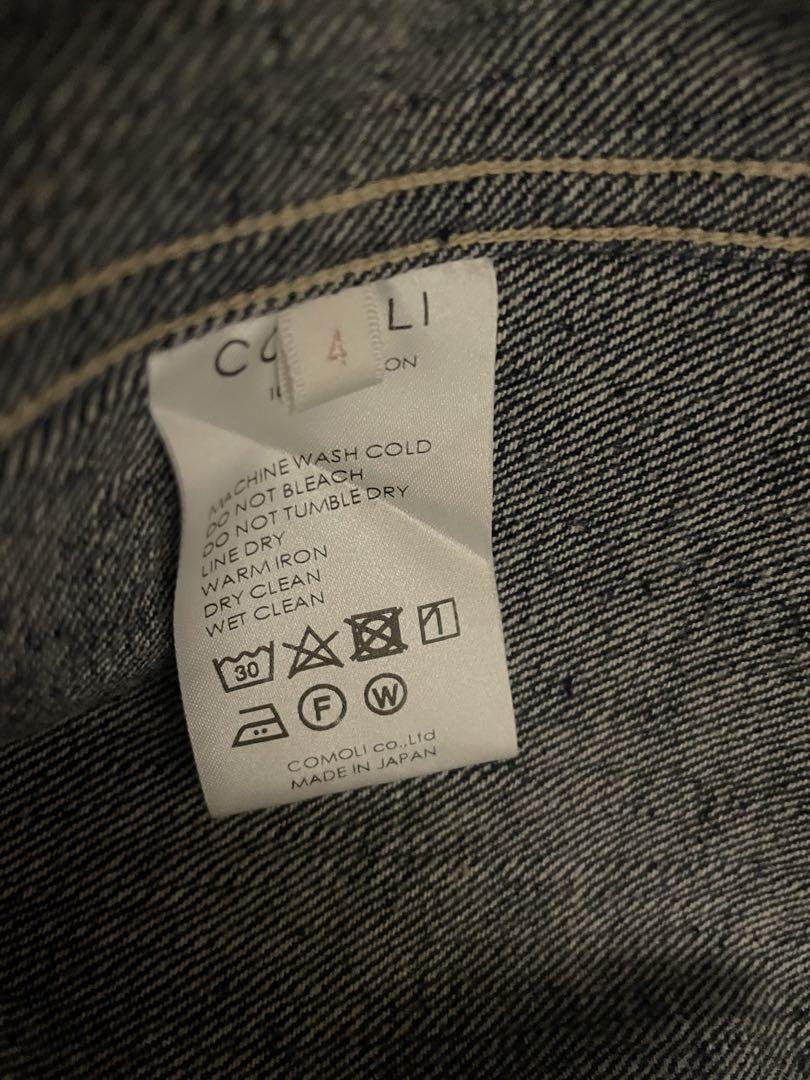 COMOLI
4
MACHINE WASH COLD
DO NOT BLEACH
DO NOT TUMBLE DRY
LINE DRY
WARM IRON
DRY CLEAN
WET CLEAN
30
F W
COMOLI co.,Ltd
MADE IN JAPAN